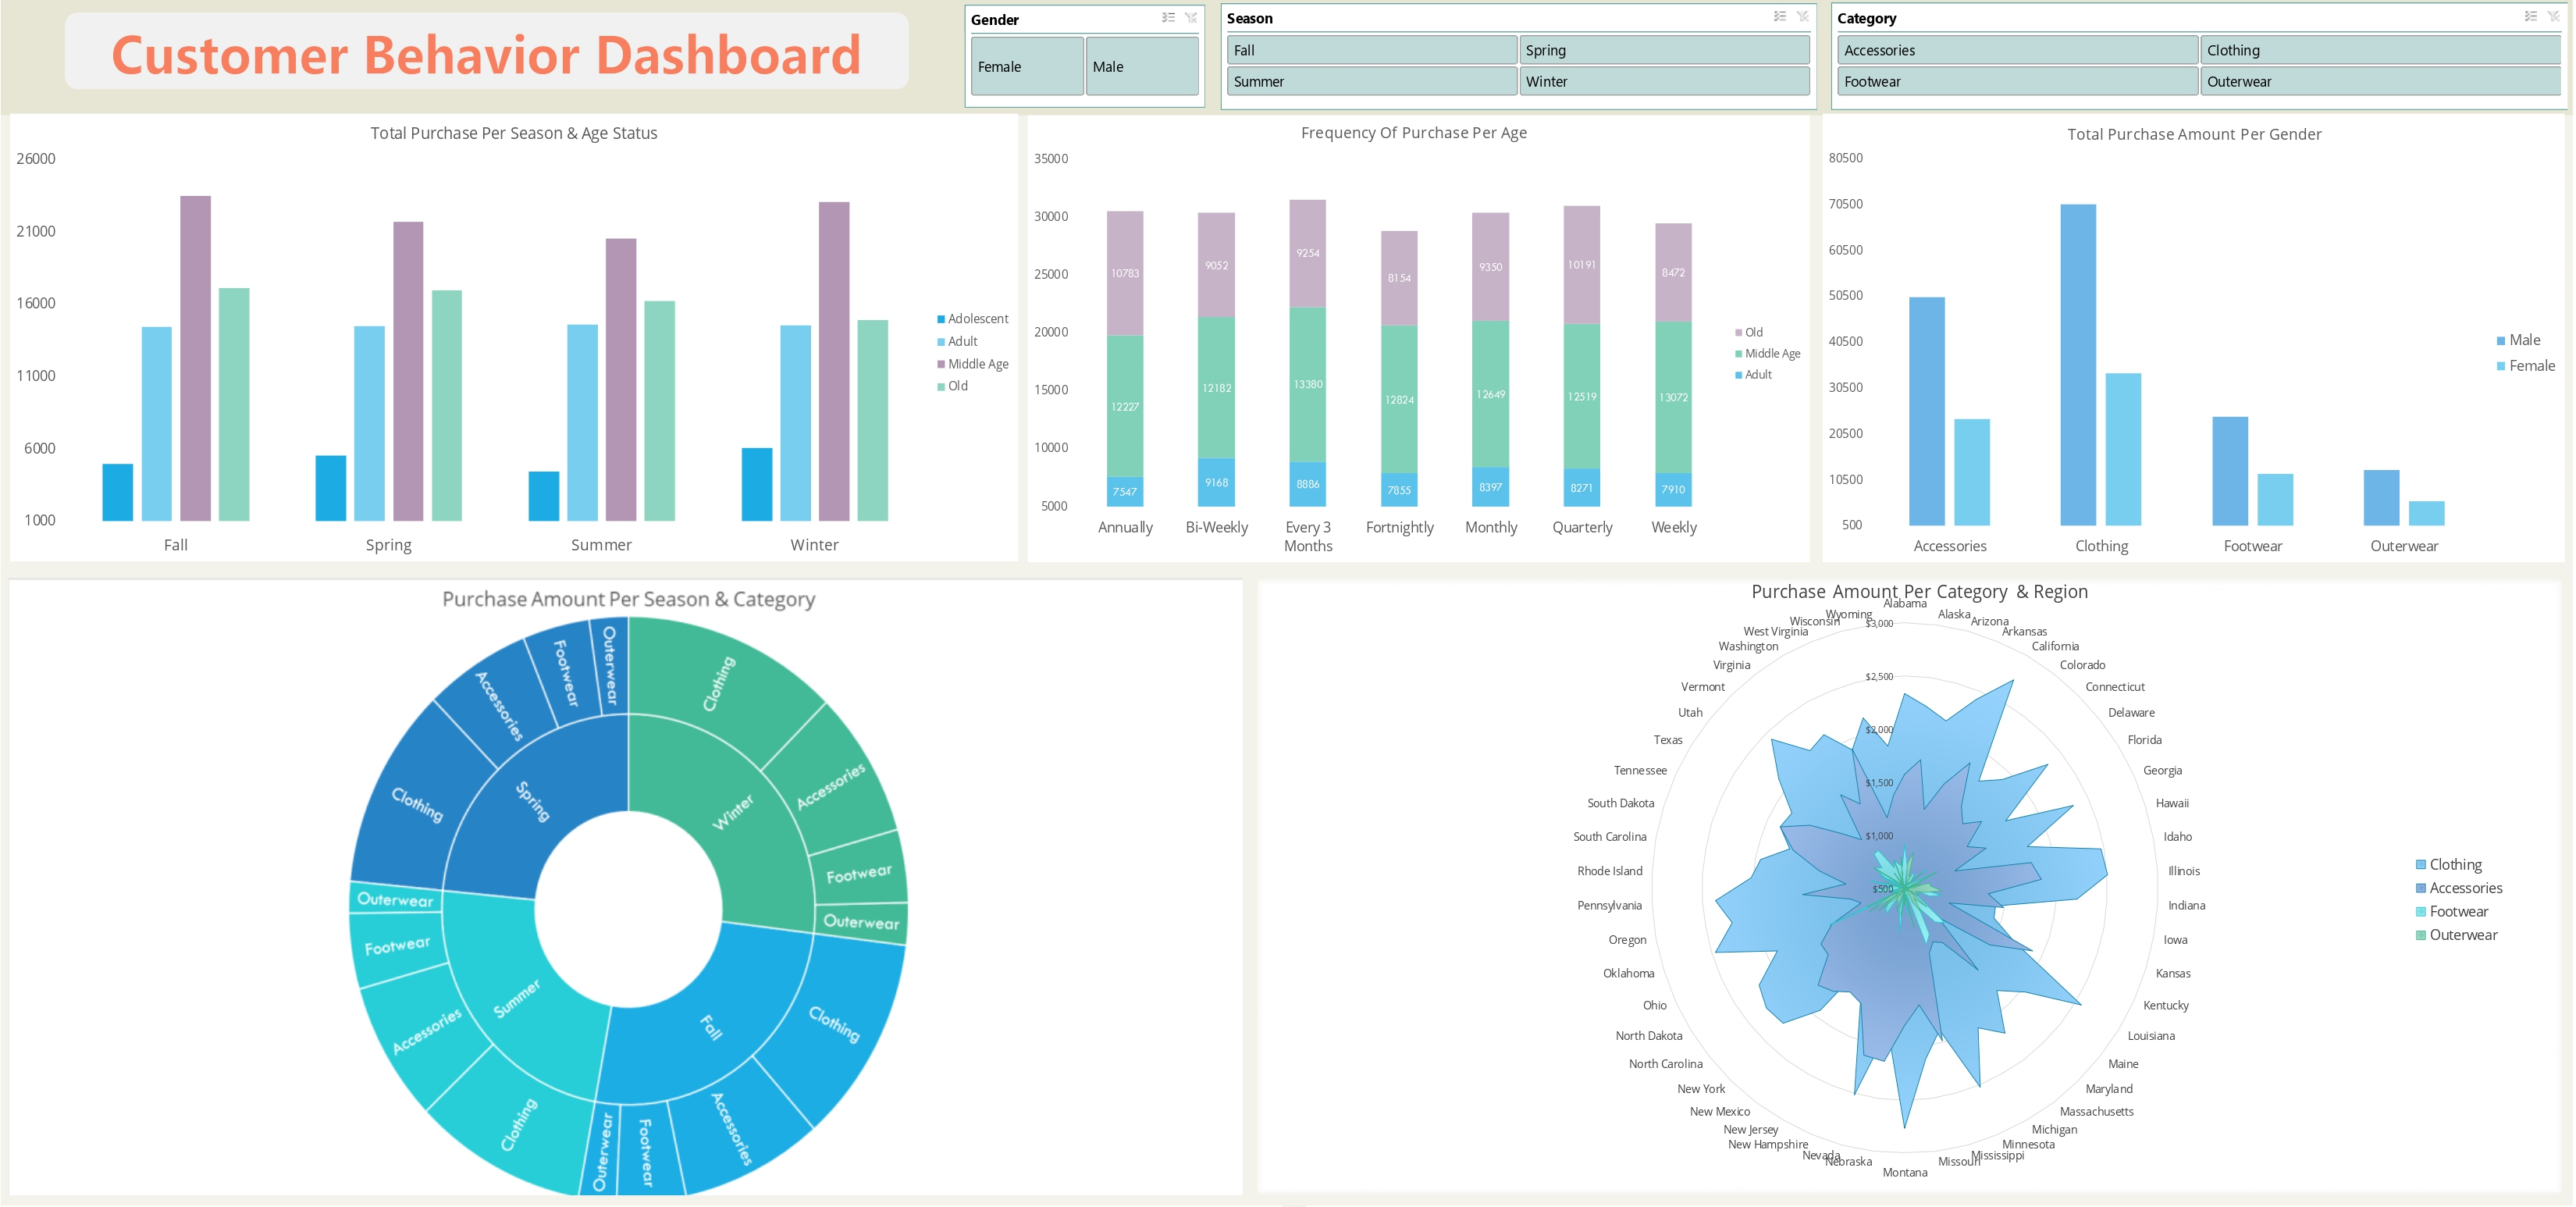 Customer Behavior Dashboard
Gender
Female
Male
Season
Fall
Spring
Summer
Winter
Category
Accessories
Clothing
Footwear
Outerwear
Total Purchase Per Season & Age Status
26000
21000
16000
11000
6000
1000
Fall
Spring
Summer
Winter
Adolescent
Adult
Middle Age
Old
Frequency Of Purchase Per Age
35000
30000
25000
20000
15000
10000
5000
10783
9052
9254
8154
9350
10191
8472
12227
12182
13380
12824
12649
12519
13072
7547
9168
8886
7855
8397
8271
7910
Annually
Bi-Weekly
Every 3
Months
Fortnightly
Monthly
Quarterly
Weekly
Old
Middle Age
Adult
Total Purchase Amount Per Gender
80500
70500
60500
50500
40500
30500
20500
10500
500
Accessories
Clothing
Footwear
Outerwear
Male
Female
Purchase Amount Per Season & Category
Winter
Clothing
Accessories
Footwear
Outerwear
Fall
Clothing
Accessories
Footwear
Outerwear
Summer
Clothing
Accessories
Footwear
Outerwear
Spring
Clothing
Accessories
Footwear
Outerwear
Purchase Amount Per Category & Region
$3,000
$2,500
$2,000
$1,500
$1,000
$500
Alabama
Alaska
Arizona
Arkansas
California
Colorado
Connecticut
Delaware
Florida
Georgia
Hawaii
Idaho
Illinois
Indiana
Iowa
Kansas
Kentucky
Louisiana
Maine
Maryland
Massachusetts
Michigan
Minnesota
Mississippi
Missouri
Montana
Nebraska
Nevada
New Hampshire
New Jersey
New Mexico
New York
North Carolina
North Dakota
Ohio
Oklahoma
Oregon
Pennsylvania
Rhode Island
South Carolina
South Dakota
Tennessee
Texas
Utah
Vermont
Virginia
Washington
West Virginia
Wisconsin
Wyoming
Clothing
Accessories
Footwear
Outerwear